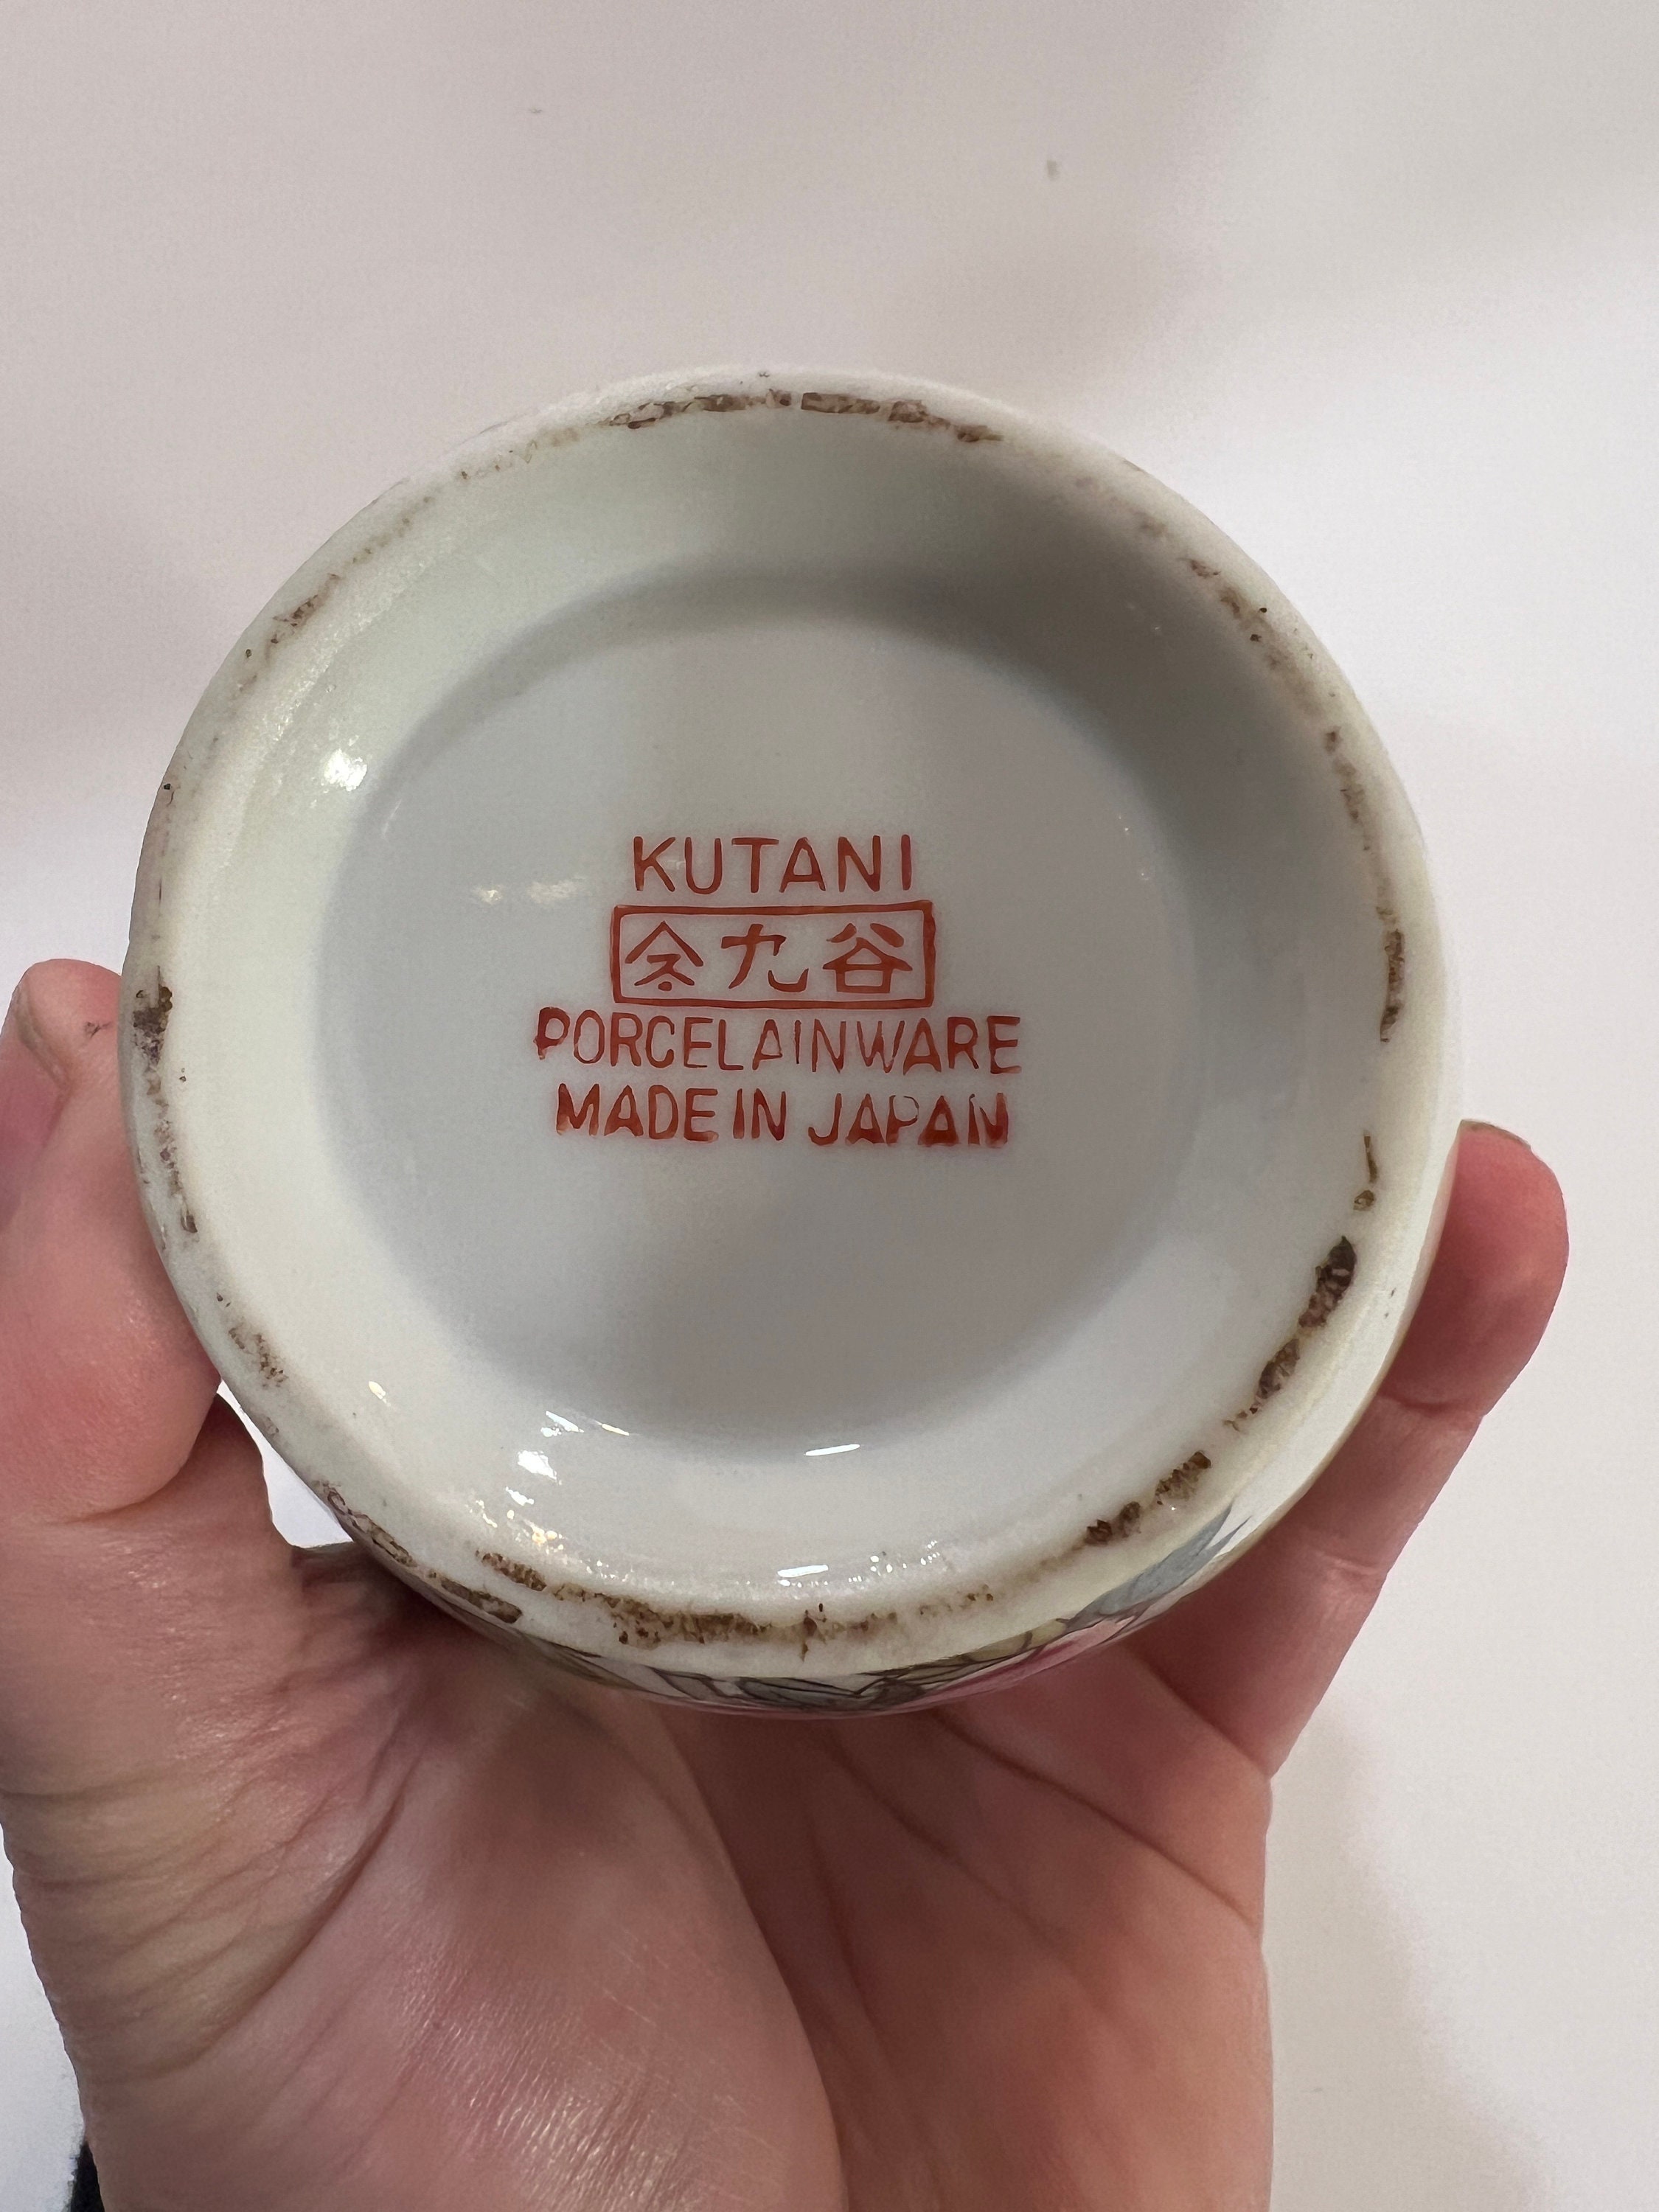 KUTANI
九谷
PORCELAINWARE
MADE IN JAPAN